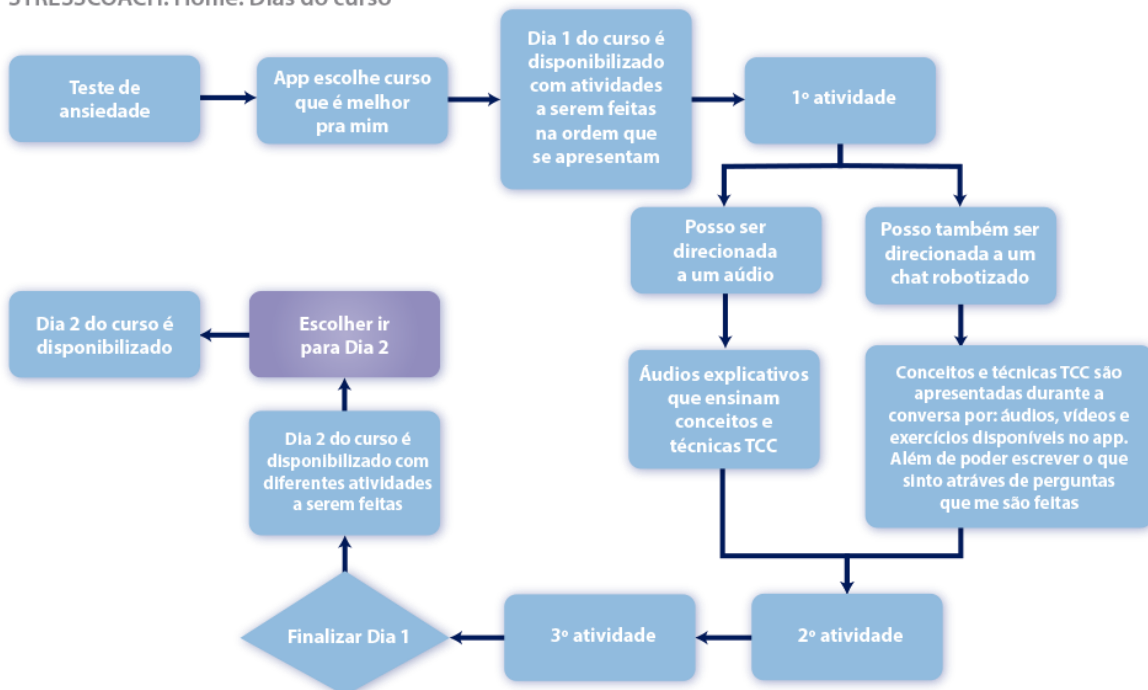 STRESSCOACH: Home: Dias do curso
Teste de
ansiedade
App escolhe curso
que é melhor
pra mim
Dia 1 do curso é
disponibilizado
com atividades
a serem feitas
na ordem que
se apresentam
1º atividade
Posso ser
direcionada
a um aúdio
Posso também ser
direcionada a um
chat robotizado
Áudios explicativos
que ensinam
conceitos e
técnicas TCC
Conceitos e técnicas TCC são
apresentadas durante a
conversa por: áudios, vídeos e
exercícios disponíveis no app.
Além de poder escrever o que
sinto atráves de perguntas
que me são feitas
2º atividade
3º atividade
Finalizar Dia 1
Dia 2 do curso é
disponibilizado com
diferentes atividades
a serem feitas
Escolher ir
para Dia 2
Dia 2 do curso é
disponibilizado